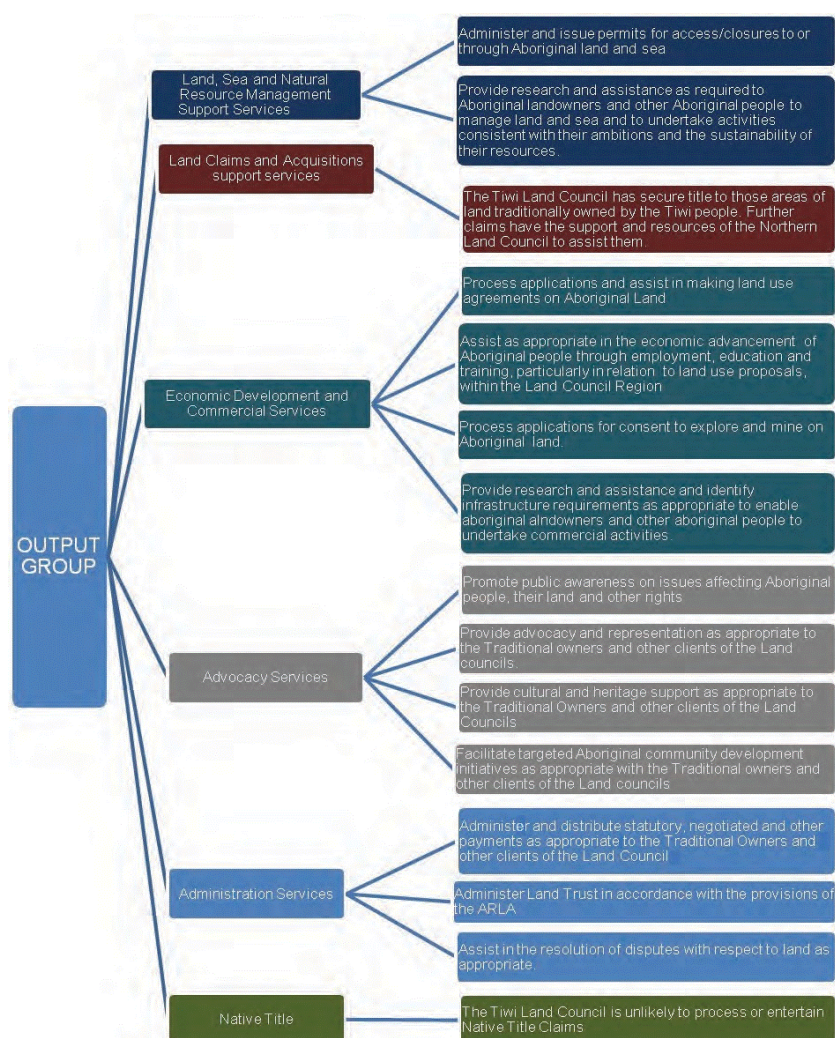 OUTPUT
GROUP
Land, Sea and Natural
Resource Management
Support Services
Administer and issue permits for access/closures to or
through Aboriginal land and sea
Provide research and assistance as required to
Aboriginal landowners and other Aboriginal people to
manage land and sea and to undertake activities
consistent with their ambitions and the sustainability of
their resources.
Land Claims and Acquisitions
support services
The Tiwi Land Council has secure title to those areas of
land traditionally owned by the Tiwi people. Further
claims have the support and resources of the Northern
Land Council to assist them.
Economic Development and
Commercial Services
Process applications and assist in making land use
agreements on Aboriginal Land
Assist as appropriate in the economic advancement of
Aboriginal people through employment, education and
training, particularly in relation to land use proposals,
within the Land Council Region
Process applications for consent to explore and mine on
Aboriginal land.
Provide research and assistance and identify
infrastructure requirements as appropriate to enable
aboriginal alndowners and other aboriginal people to
undertake commercial activities.
Advocacy Services
Promote public awareness on issues affecting Aboriginal
people, their land and other rights
Provide advocacy and representation as appropriate to
the Traditional owners and other clients of the Land
councils.
Provide cultural and heritage support as appropriate to
the Traditional Owners and other clients of the Land
Councils
Facilitate targeted Aboriginal community development
initiatives as appropriate with the Traditional owners and
other clients of the Land councils
Administration Services
Administer and distribute statutory, negotiated and other
payments as appropriate to the Traditional Owners and
other clients of the Land Council
Administer Land Trust in accordance with the provisions of
the ARLA
Assist in the resolution of disputes with respect to land as
appropriate.
Native Title
The Tiwi Land Council is unlikely to process or entertain
Native Title Claims